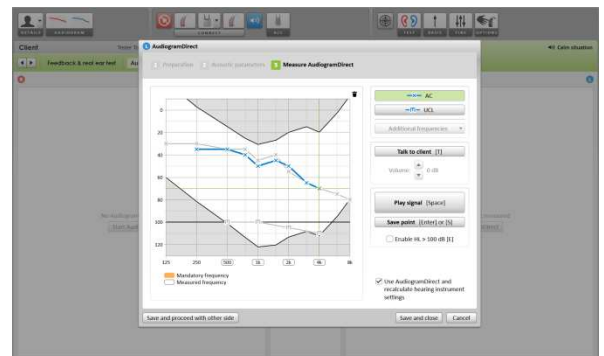 DETAILS AUDIOGRAM
CONNECT
ALL
TEST BASIC FINE OPTIONS
Client
Calm situation
Feedback & real ear test
AudiogramDirect
1 Preparation 2 Acoustic parameters 3 Measure AudiogramDirect
AC
UCL
Additional frequencies
Talk to client [T]
Volume: 0 dB
Play signal [Space]
Save point [Enter] or [S]
Enable HL > 100 dB [E]
0
20
40
60
80
100
120
125 250 500 1k 2k 4k 8k
Mandatory frequency
Measured frequency
Use AudiogramDirect and
recalculate hearing instrument
settings
Save and proceed with other side
Save and close Cancel